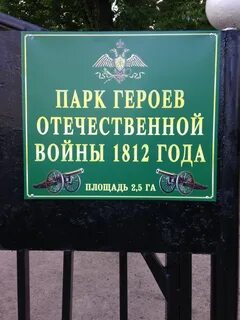 ПАРК ГЕРОЕВ
ОТЕЧЕСТВЕННОЙ
ВОЙНЫ 1812 ГОДА
ПЛОЩАДЬ 2,5 ГА